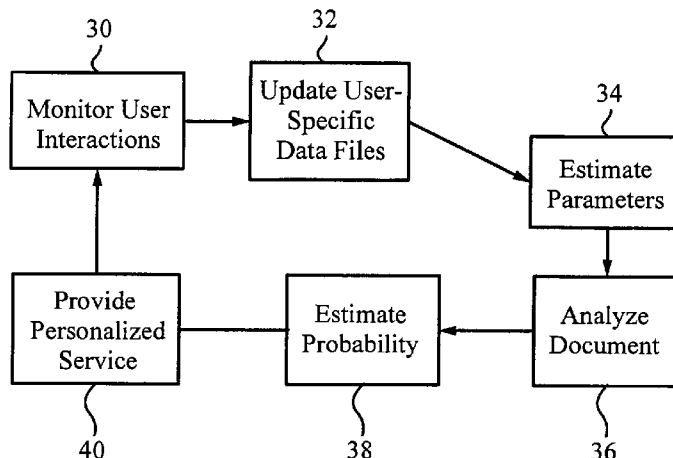 30
Monitor User
Interactions
32
Update User-
Specific
Data Files
34
Estimate
Parameters
Provide
Personalized
Service
40
Estimate
Probability
38
Analyze
Document
36